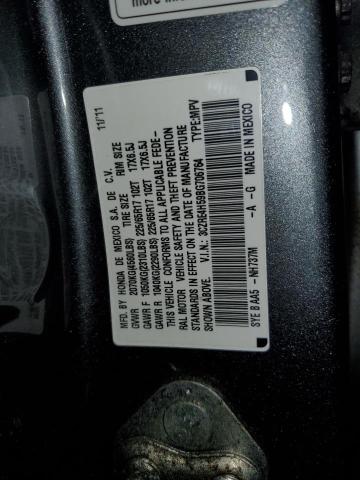 more info
MFD. BY HONDA DE MEXICO S.A. DE C.V. 11/11
GVWR 2070KG(4560LBS) TIRE SIZE RIM SIZE
GAWR F 1050KG(2310LBS) 225/65R17 102T 17X6.5J
GAWR R 1040KG(2290LBS) 225/65R17 102T 17X6.5J
THIS VEHICLE CONFORMS TO ALL APPLICABLE FEDE-
RAL MOTOR VEHICLE SAFETY AND THEFT PREVENTION
STANDARDS IN EFFECT ON THE DATE OF MANUFACTURE
SHOWN ABOVE.
V.I.N.: 3CZRE4H59BG706764 TYPE:MPV
SYE B AA5 -NH737M -A -G MADE IN MEXICO